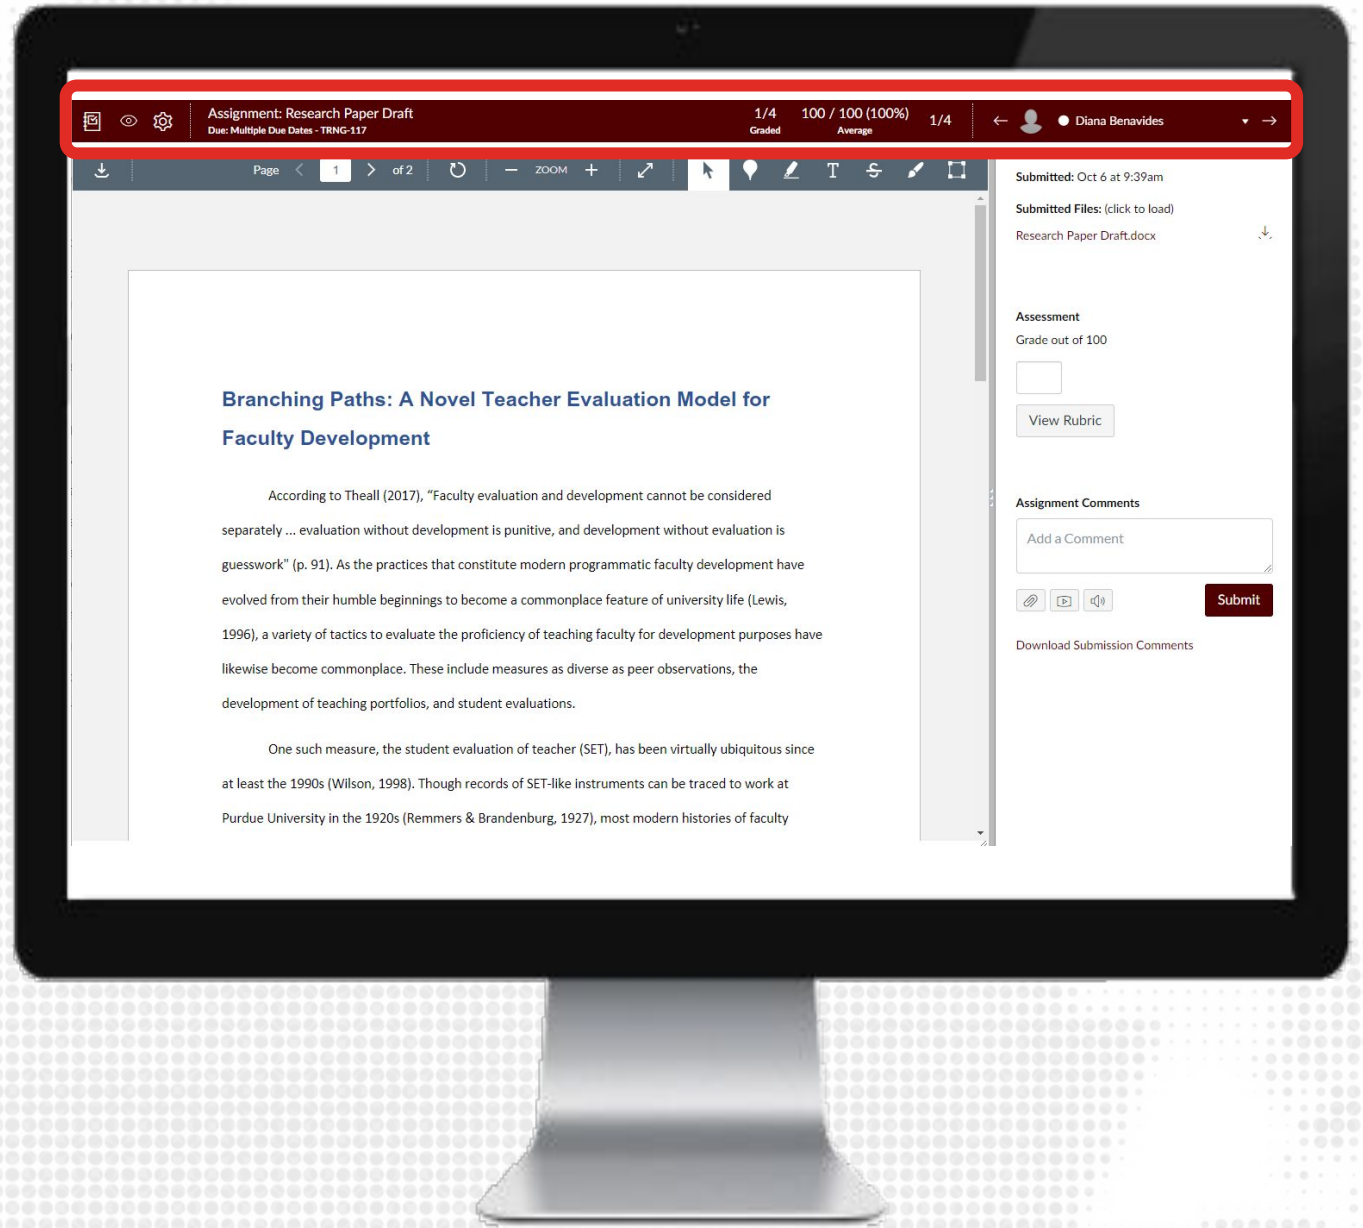 Assignment: Research Paper Draft
Due: Multiple Due Dates - TRNG-117
1/4
Graded
100 / 100 (100%)
Average
1/4
Diana Benavides
Page 1 of 2
ZOOM
T
S
Submitted: Oct 6 at 9:39am
Submitted Files: (click to load)
Research Paper Draft.docx
Assessment
Grade out of 100
View Rubric
Assignment Comments
Add a Comment
Submit
Download Submission Comments
Branching Paths: A Novel Teacher Evaluation Model for
Faculty Development
According to Theall (2017), “Faculty evaluation and development cannot be considered
separately ... evaluation without development is punitive, and development without evaluation is
guesswork" (p. 91). As the practices that constitute modern programmatic faculty development have
evolved from their humble beginnings to become a commonplace feature of university life (Lewis,
1996), a variety of tactics to evaluate the proficiency of teaching faculty for development purposes have
likewise become commonplace. These include measures as diverse as peer observations, the
development of teaching portfolios, and student evaluations.
One such measure, the student evaluation of teacher (SET), has been virtually ubiquitous since
at least the 1990s (Wilson, 1998). Though records of SET-like instruments can be traced to work at
Purdue University in the 1920s (Remmers & Brandenburg, 1927), most modern histories of faculty